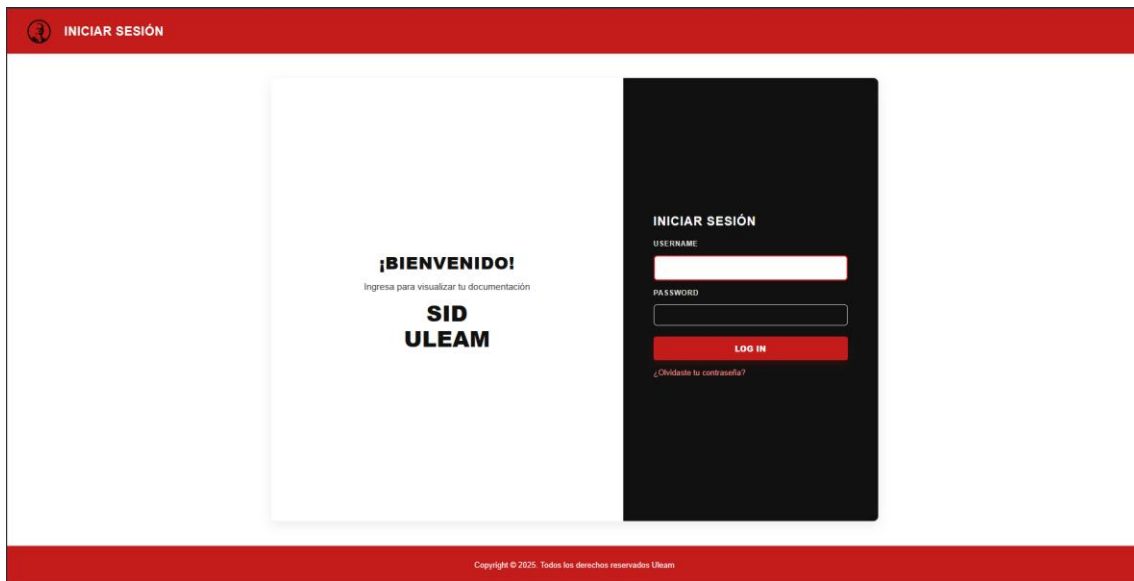 INICIAR SESIÓN
¡BIENVENIDO!
Ingresa para visualizar tu documentación
SID
ULEAM
INICIAR SESIÓN
USERNAME
PASSWORD
LOG IN
¿Olvidaste tu contraseña?
Copyright © 2025. Todos los derechos reservados Uleam